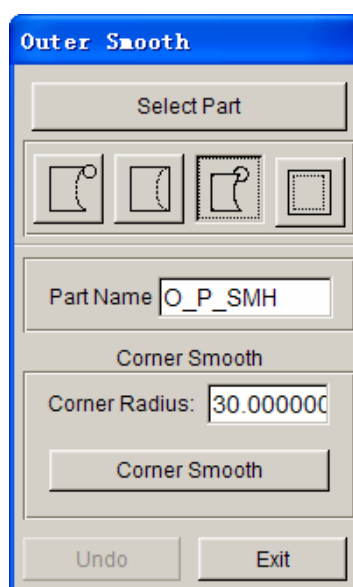 Outer Smooth
Select Part
Part Name O_P_SMH
Corner Smooth
Corner Radius: 30.000000
Corner Smooth
Undo Exit